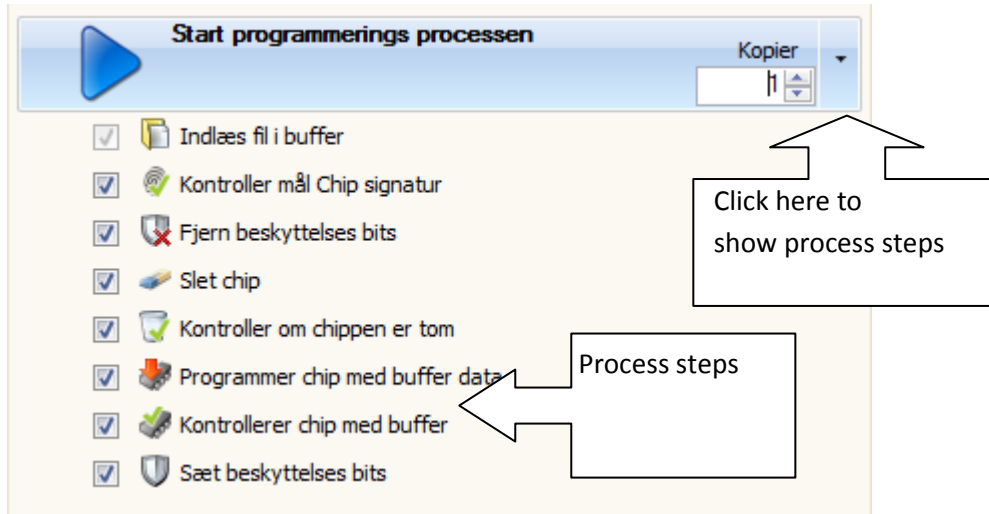 Start programmerings processen
Kopier
1
Indlæs fil i buffer
Kontroller mål Chip signatur
Click here to
show process steps
Fjern beskyttelses bits
Slet chip
Kontroller om chippen er tom
Process steps
Programmer chip med buffer data
Kontrollerer chip med buffer
Sæt beskyttelses bits